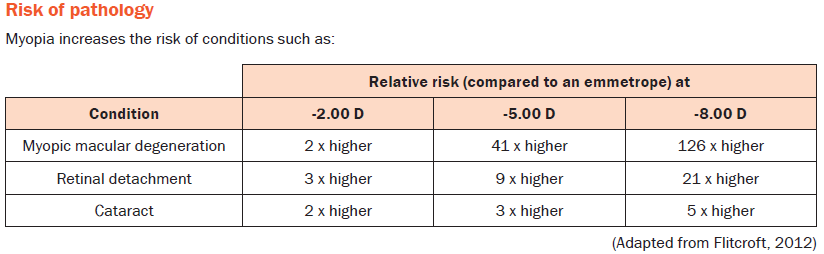 Risk of pathology
Myopia increases the risk of conditions such as:
Relative risk (compared to an emmetrope) at
Condition -2.00 D -5.00 D -8.00 D
Myopic macular degeneration 2 x higher 41 x higher 126 x higher
Retinal detachment 3 x higher 9 x higher 21 x higher
Cataract 2 x higher 3 x higher 5 x higher
(Adapted from Flitcroft, 2012)